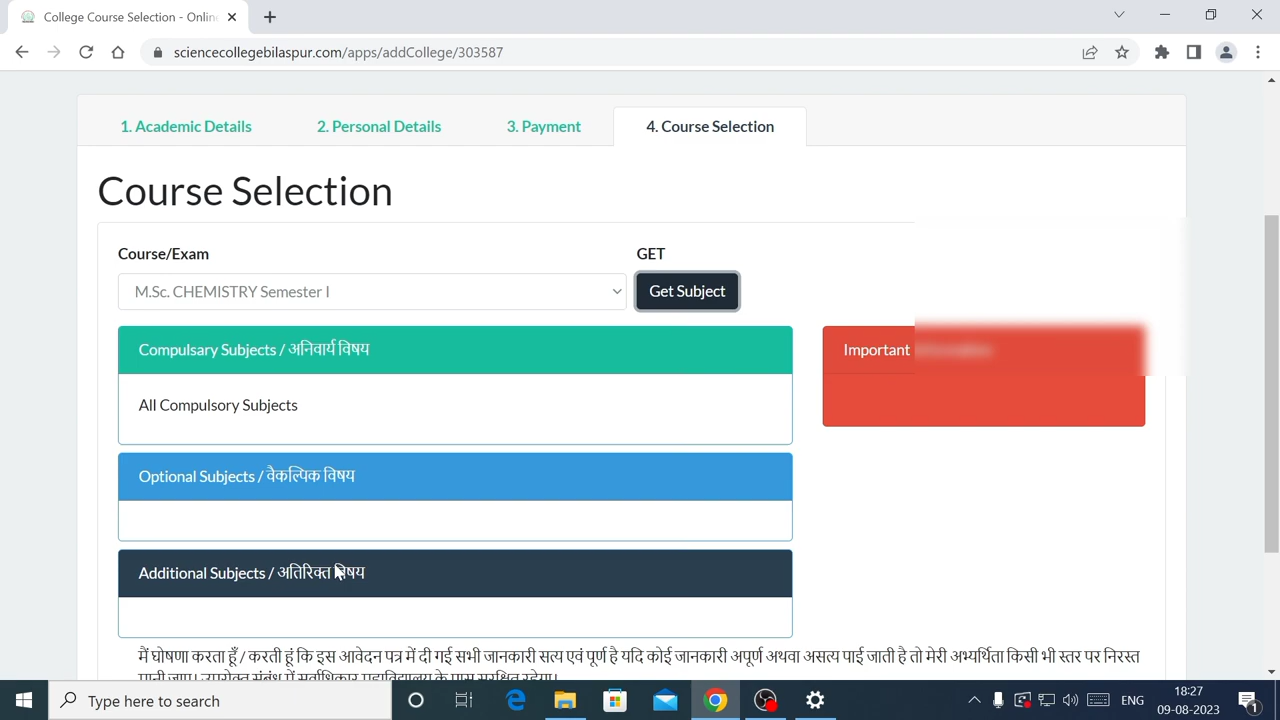 College Course Selection - Onlin
sciencecollegebilaspur.com/apps/addCollege/303587
1. Academic Details
2. Personal Details
3. Payment
4. Course Selection
Course Selection
Course/Exam
GET
M.Sc. CHEMISTRY Semester I
Get Subject
Compulsary Subjects / अनिवार्य विषय
Important
All Compulsory Subjects
Optional Subjects / वैकल्पिक विषय
Additional Subjects / अतिरिक्त विषय
मैं घोषणा करता हूँ / करती हूं कि इस आवेदन पत्र में दी गई सभी जानकारी सत्य एवं पूर्ण है यदि कोई जानकारी अपूर्ण अथवा असत्य पाई जाती है तो मेरी अभ्यर्थिता किसी भी स्तर पर निरस्त
Type here to search
ENG
18:27
09-08-2023
1